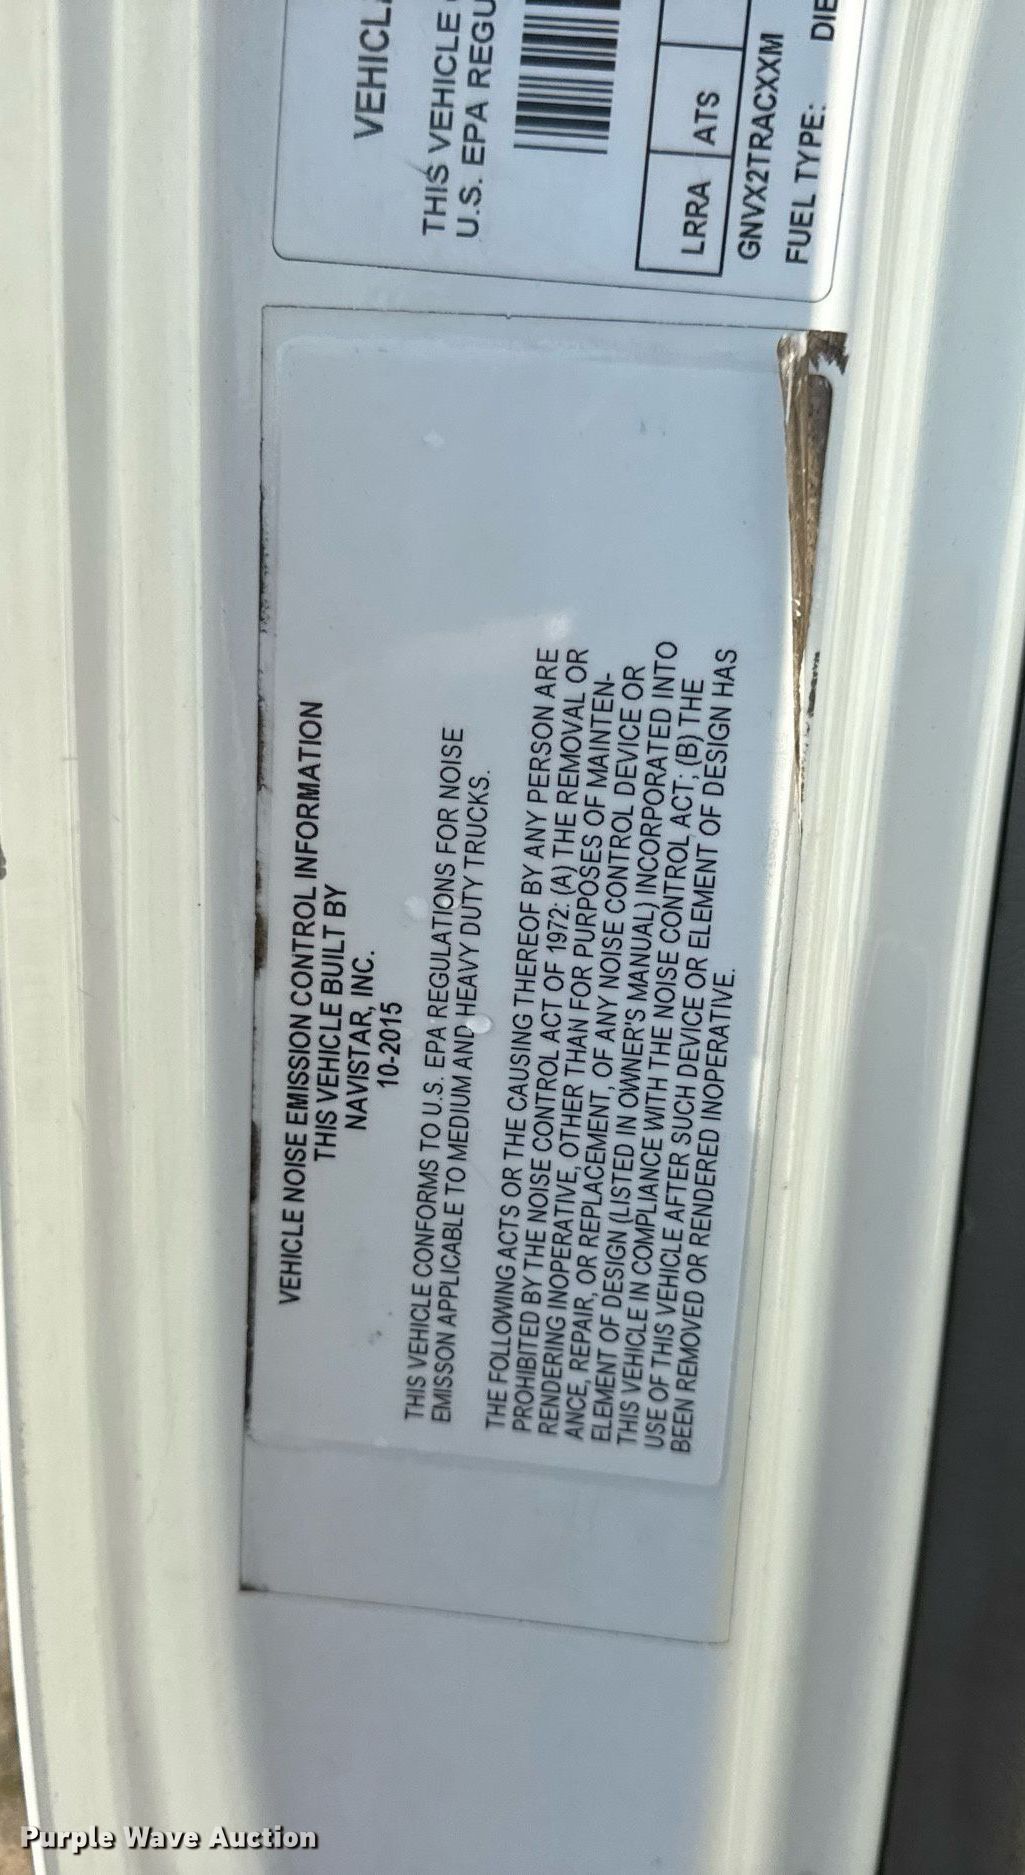 VEHICLE NOISE EMISSION CONTROL INFORMATION
THIS VEHICLE BUILT BY
NAVISTAR, INC.
10-2015
THIS VEHICLE CONFORMS TO U.S. EPA REGULATIONS FOR NOISE
EMISSON APPLICABLE TO MEDIUM AND HEAVY DUTY TRUCKS.
THE FOLLOWING ACTS OR THE CAUSING THEREOF BY ANY PERSON ARE
PROHIBITED BY THE NOISE CONTROL ACT OF 1972: (A) THE REMOVAL OR
RENDERING INOPERATIVE, OTHER THAN FOR PURPOSES OF MAINTEN-
ANCE, REPAIR, OR REPLACEMENT, OF ANY NOISE CONTROL DEVICE OR
ELEMENT OF DESIGN (LISTED IN OWNER'S MANUAL) INCORPORATED INTO
THIS VEHICLE IN COMPLIANCE WITH THE NOISE CONTROL ACT; (B) THE
USE OF THIS VEHICLE AFTER SUCH DEVICE OR ELEMENT OF DESIGN HAS
BEEN REMOVED OR RENDERED INOPERATIVE.
VEHICL
THIS VEHICLE
U.S. EPA REGU
LRRA ATS
GNVX2TRACXXM
FUEL TYPE: DIE
Purple Wave Auction